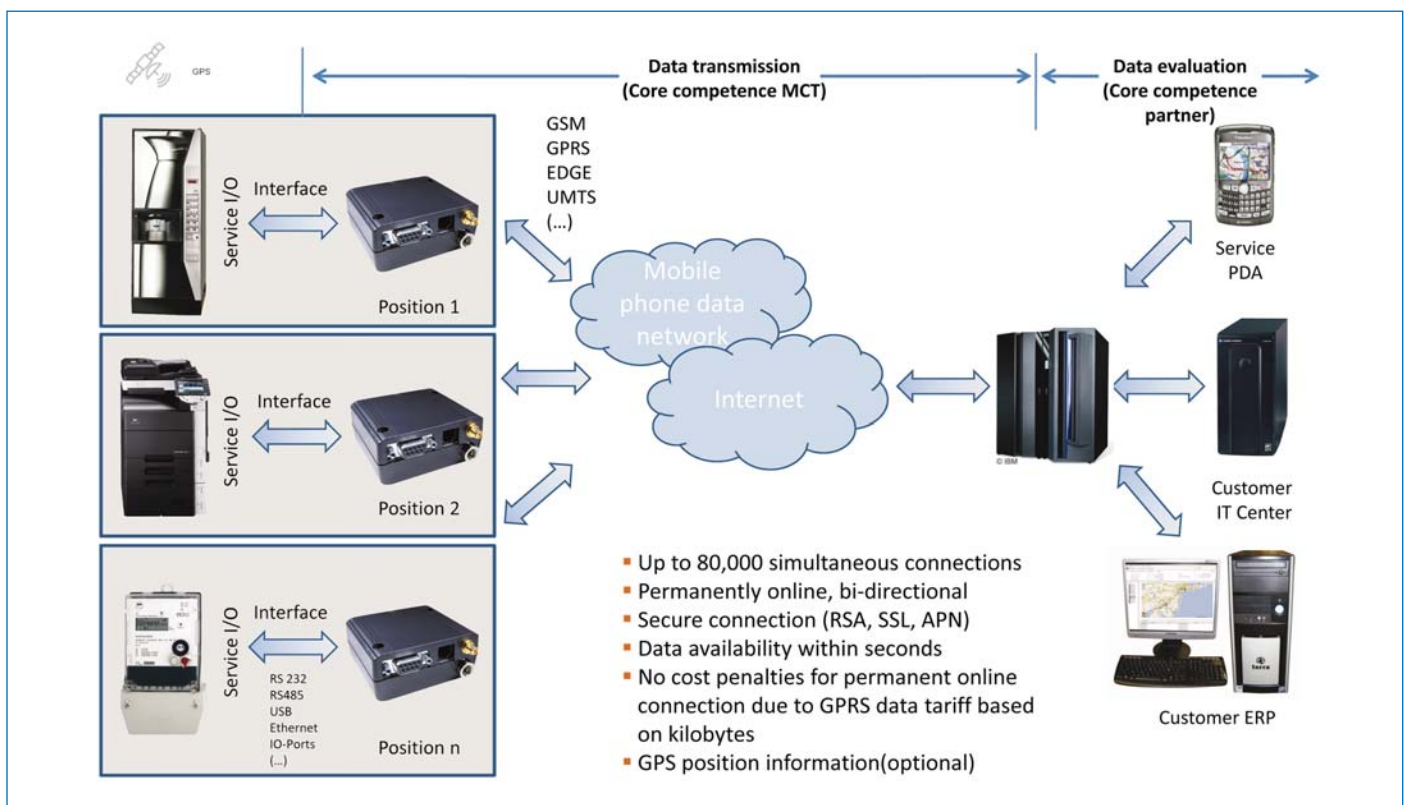 GPS
Data transmission
(Core competence MCT)
Data evaluation
(Core competence
partner)
Service I/O
Interface
Position 1
GSM
GPRS
EDGE
UMTS
(...)
Mobile
phone data
network
Internet
Service
PDA
Service I/O
Interface
Position 2
© IBM
Customer
IT Center
Service I/O
Interface
RS 232
RS485
USB
Ethernet
IO-Ports
(...)
Position n
▪ Up to 80,000 simultaneous connections
▪ Permanently online, bi-directional
▪ Secure connection (RSA, SSL, APN)
▪ Data availability within seconds
▪ No cost penalties for permanent online
connection due to GPRS data tariff based
on kilobytes
▪ GPS position information(optional)
terra
Customer ERP